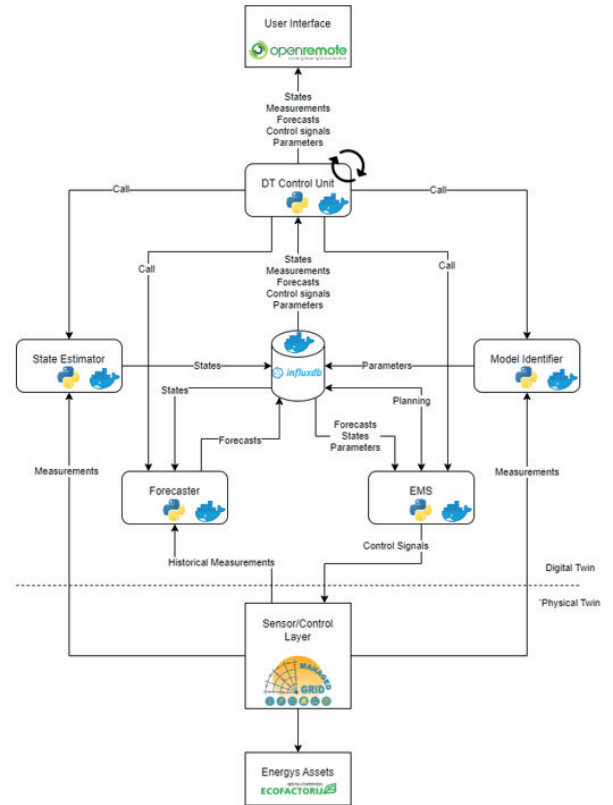 User Interface
openremote
States
Measurements
Forecasts
Control signals
Parameters
DT Control Unit
Call
Call
Call
Call
States
Measurements
Forecasts
Control signals
Parameters
State Estimator
States
influxdb
Parameters
Model Identifier
States
Planning
Forecasts
Forecasts
States
Parameters
Measurements
Measurements
Forecaster
EMS
Historical Measurements
Control Signals
Digital Twin
Physical Twin
Sensor/Control
Layer
MANAGED
GRID
Energys Assets
ECOFACTORIJ